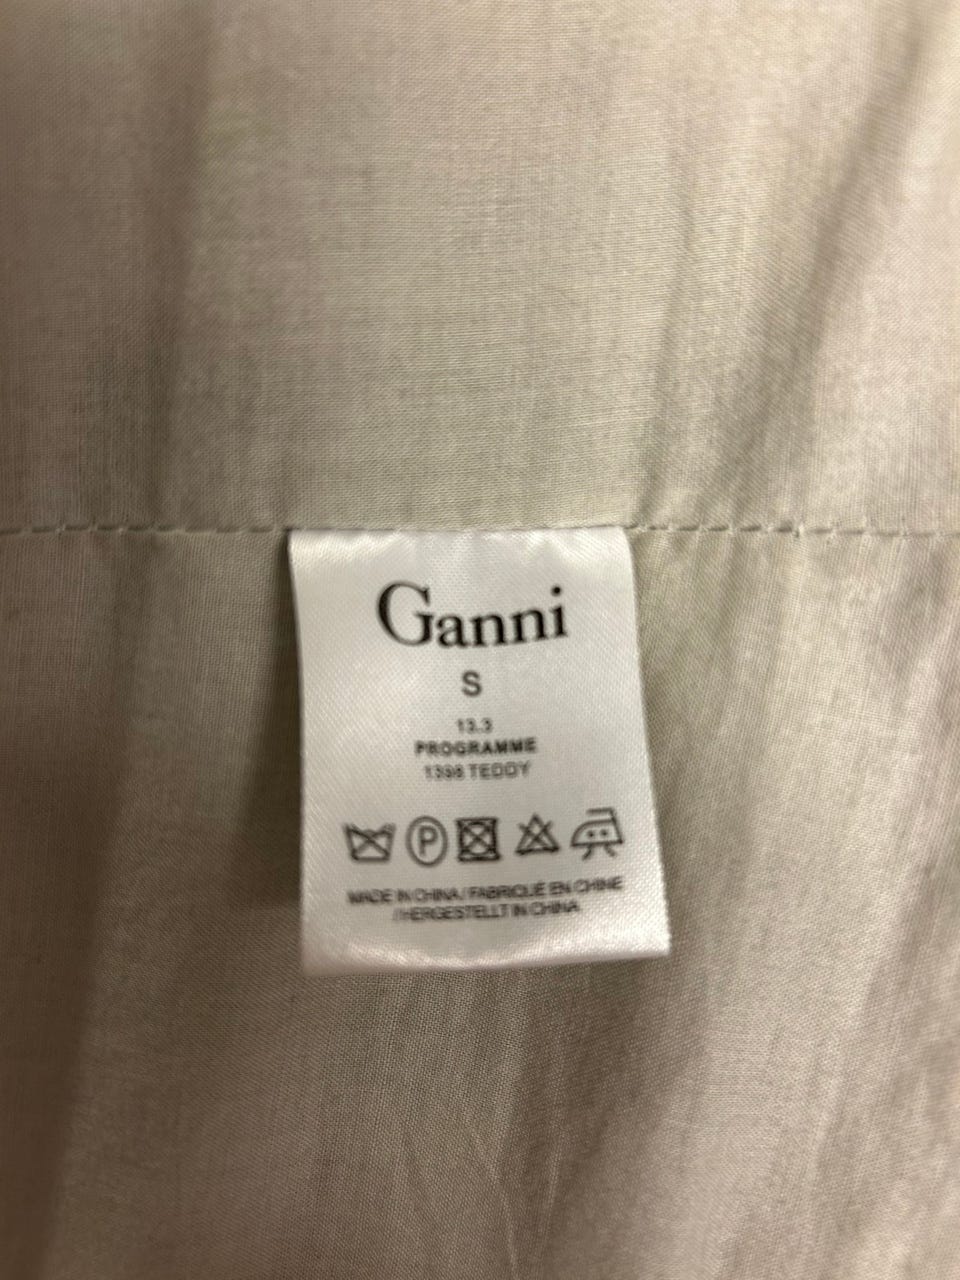 Ganni
S
13.3
PROGRAMME
1398 TEDDY
P
MADE IN CHINA / FABRIQUÉ EN CHINE
/ HERGESTELLT IN CHINA